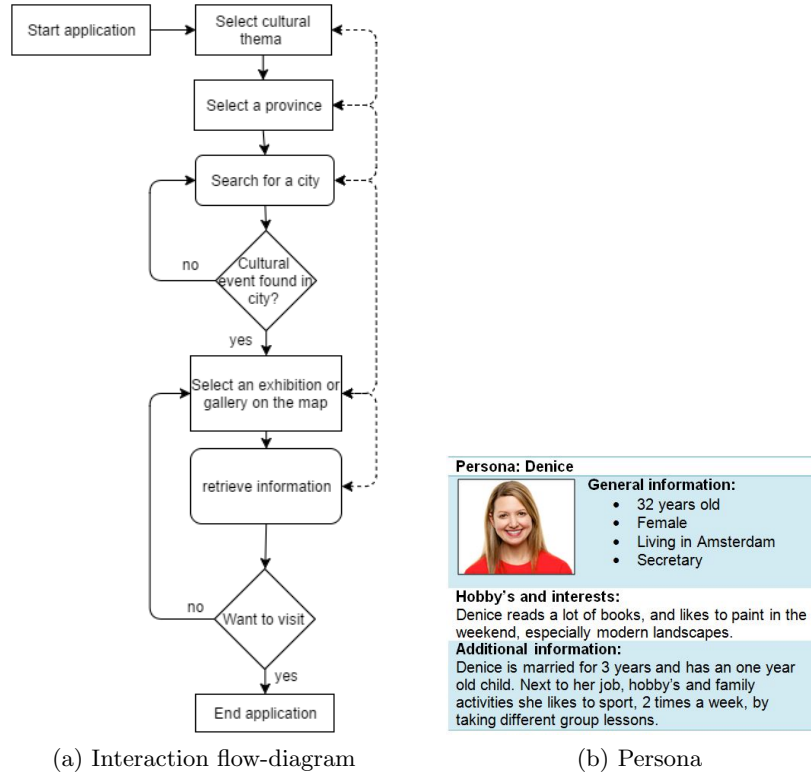 Start application
Select cultural
thema
Select a province
Search for a city
no
Cultural
event found in
city?
yes
Select an exhibition or
gallery on the map
retrieve information
no
Want to visit
yes
End application
(a) Interaction flow-diagram
Persona: Denice
General information:
• 32 years old
• Female
• Living in Amsterdam
• Secretary
Hobby's and interests:
Denice reads a lot of books, and likes to paint in the
weekend, especially modern landscapes.
Additional information:
Denice is married for 3 years and has an one year
old child. Next to her job, hobby's and family
activities she likes to sport, 2 times a week, by
taking different group lessons.
(b) Persona